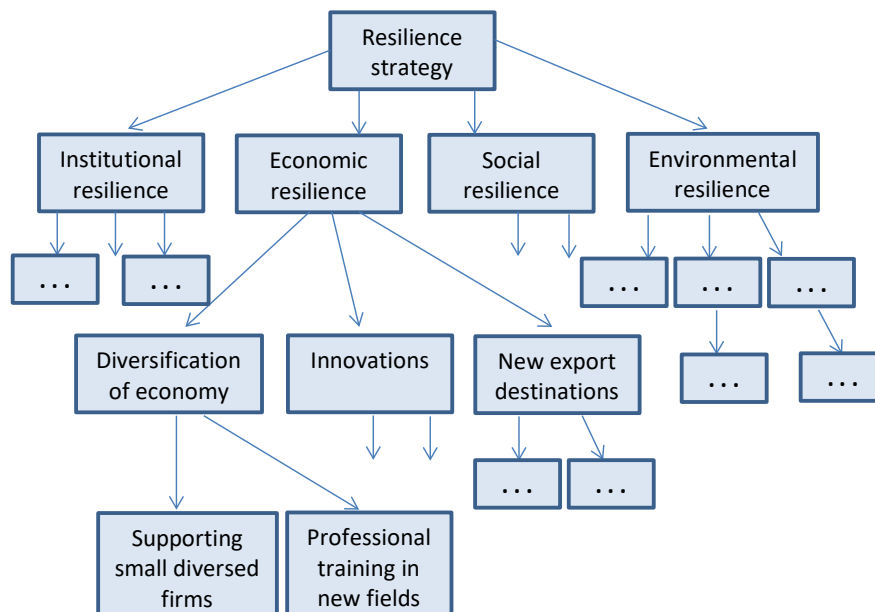 Resilience
strategy
Institutional
resilience
Economic
resilience
Social
resilience
Environmental
resilience
...
...
...
...
...
Diversification
of economy
Innovations
New export
destinations
...
...
...
...
Supporting
small diversed
firms
Professional
training in
new fields